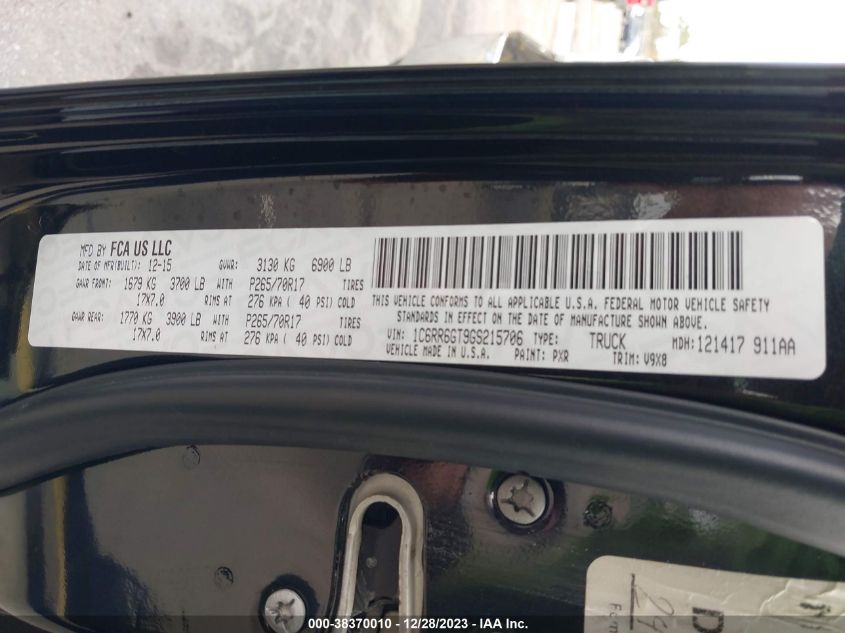 MFD BY FCA US LLC
DATE OF MFR(BUILT): 12-15 GVWR: 3130 KG 6900 LB
GAWR FRONT: 1679 KG 3700 LB WITH P265/70R17 TIRES
17X7.0 RIMS AT 276 KPA ( 40 PSI) COLD
GAWR REAR: 1770 KG 3900 LB WITH P265/70R17 TIRES
17X7.0 RIMS AT 276 KPA ( 40 PSI) COLD
THIS VEHICLE CONFORMS TO ALL APPLICABLE U.S.A. FEDERAL MOTOR VEHICLE SAFETY
STANDARDS IN EFFECT ON THE DATE OF MANUFACTURE SHOWN ABOVE.
VIN: 1C6RR6GT9GS215706 TYPE: TRUCK MDH: 121417 911AA
VEHICLE MADE IN U.S.A. PAINT: PXR TRIM: V9X8
24
000-38370010 - 12/28/2023 - IAA Inc.